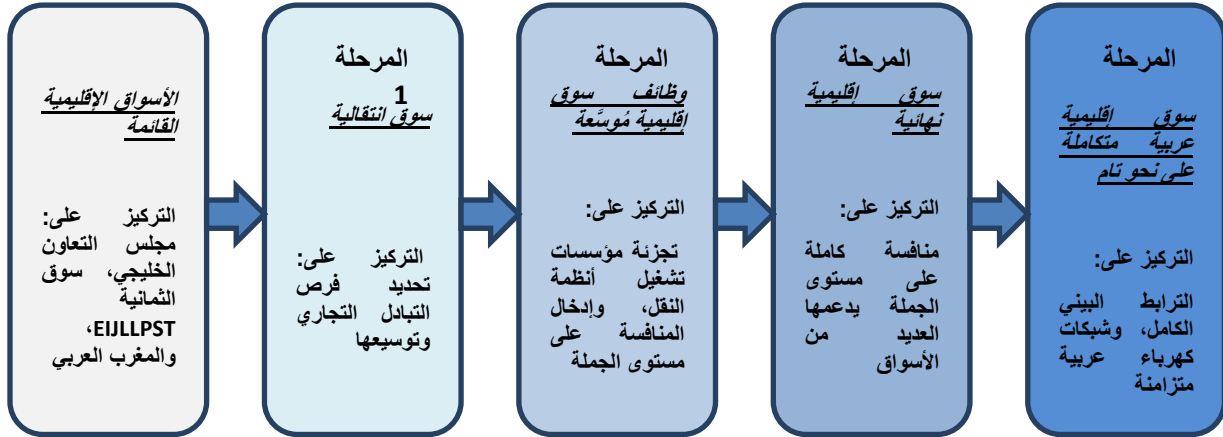 الأسواق الإقليمية
القائمة
التركيز على:
مجلس التعاون
الخليجي، سوق
الثمانية
EIJLLPST،
والمغرب العربي
المرحلة
1
سوق انتقالية
التركيز على:
تحديد فرص
التبادل التجاري
وتوسيعها
المرحلة
وظائف سوق
إقليمية مُوسَّعة
التركيز على:
تجزئة مؤسسات
تشغيل أنظمة
النقل، وإدخال
المنافسة على
مستوى الجملة
المرحلة
سوق إقليمية
نهائية
التركيز على:
منافسة كاملة
على مستوى
الجملة يدعمها
العديد من
الأسواق
المرحلة
سوق إقليمية
عربية متكاملة
على نحو تام
التركيز على:
الترابط البيني
الكامل، وشبكات
كهرباء عربية
متزامنة